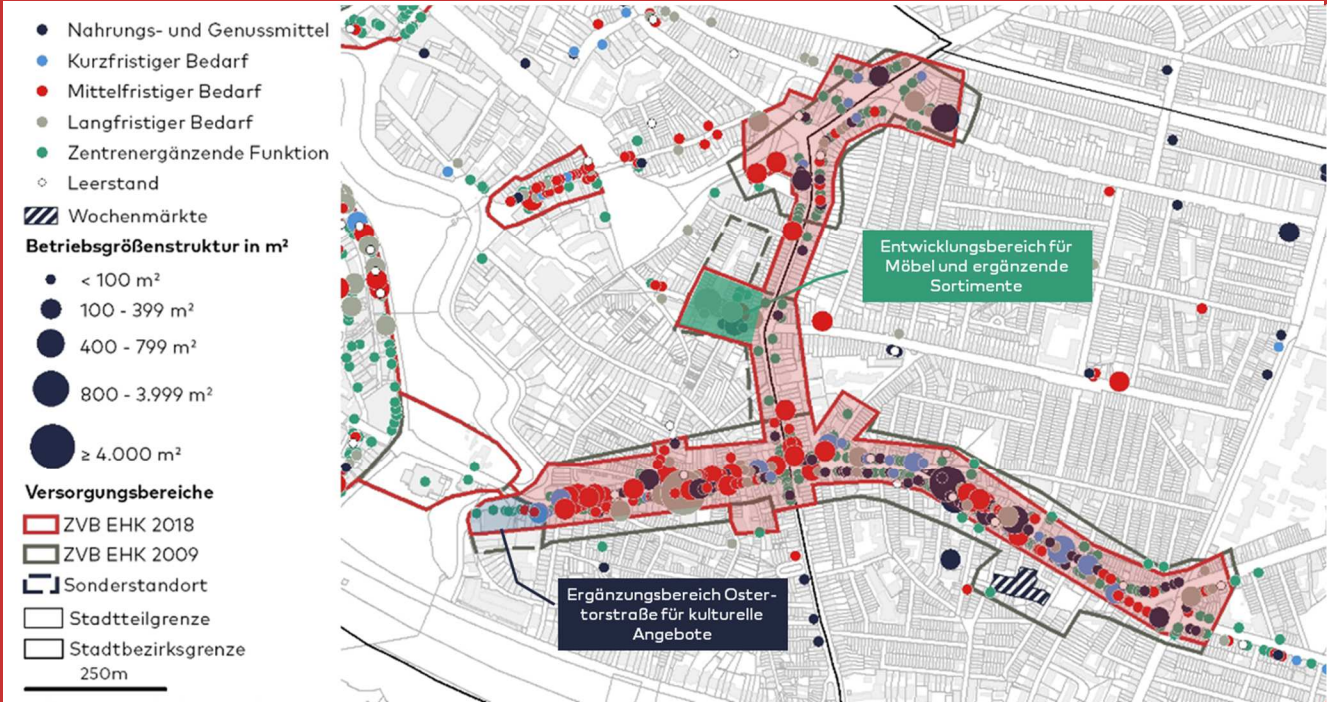 Nahrungs- und Genussmittel
Kurzfristiger Bedarf
Mittelfristiger Bedarf
Langfristiger Bedarf
Zentrenergänzende Funktion
Leerstand
Wochenmärkte
Betriebsgrößenstruktur in m²
< 100 m²
100 - 399 m²
400 - 799 m²
800 - 3.999 m²
≥ 4.000 m²
Versorgungsbereiche
ZVB EHK 2018
ZVB EHK 2009
Sonderstandort
Stadtteilgrenze
Stadtbezirksgrenze
250m
Entwicklungsbereich für
Möbel und ergänzende
Sortimente
Ergänzungsbereich Oster-
torstraße für kulturelle
Angebote